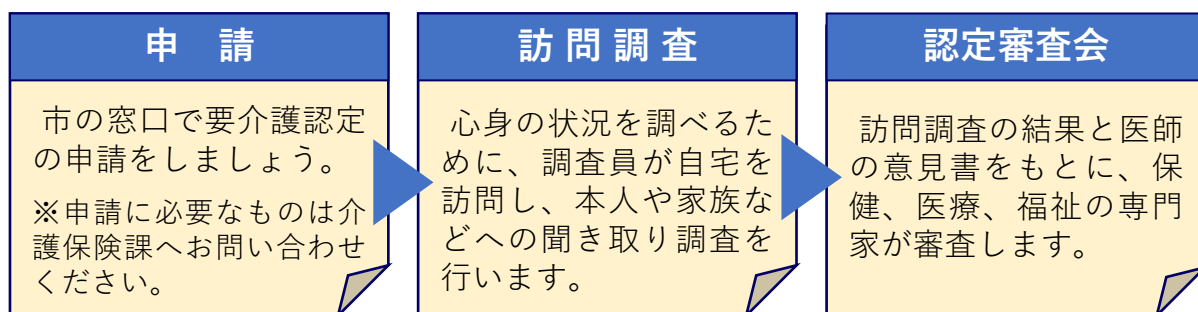 申 請
市の窓口で要介護認定
の申請をしましょう。
※申請に必要なものは介
護保険課へお問い合わせ
ください。
訪問調査
心身の状況を調べるた
めに、調査員が自宅を
訪問し、本人や家族な
どへの聞き取り調査を
行います。
認定審査会
訪問調査の結果と医師
の意見書をもとに、保
健、医療、福祉の専門
家が審査します。